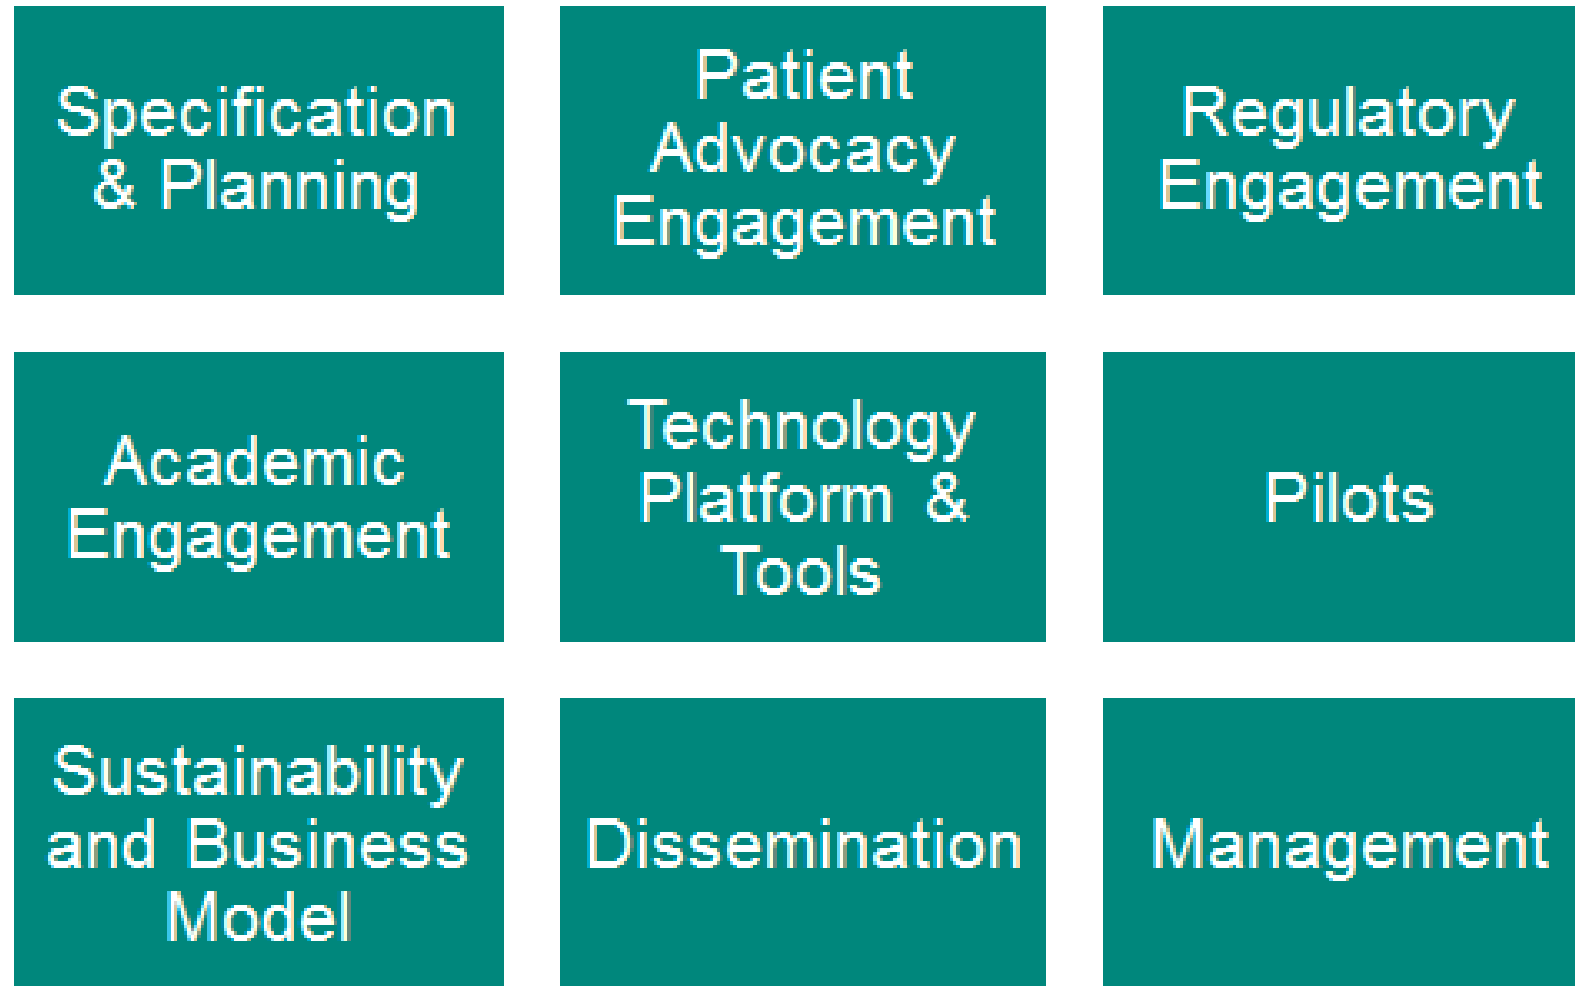 Specification
& Planning
Patient
Advocacy
Engagement
Regulatory
Engagement
Academic
Engagement
Technology
Platform & 
Tools
Pilots
Sustainability
and Business
Model
Dissemination
Management